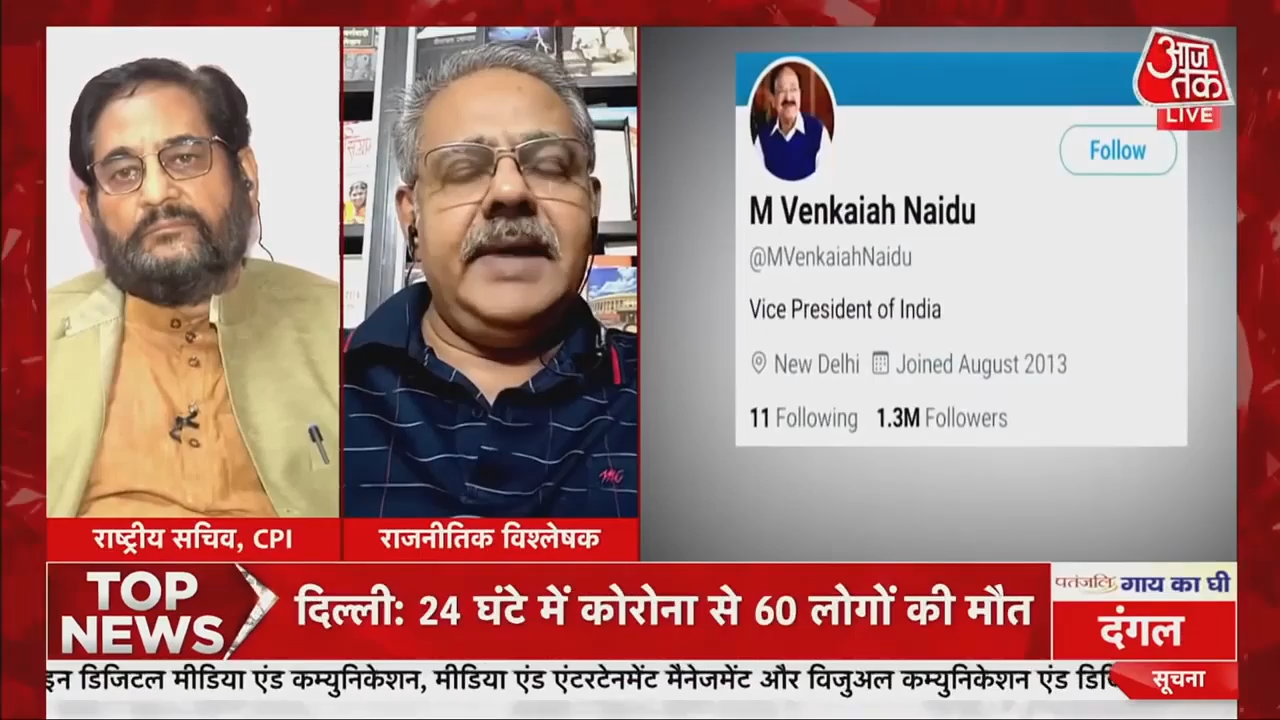 आज
तक
LIVE
Follow
M Venkaiah Naidu
@MVenkaiahNaidu
Vice President of India
New Delhi Joined August 2013
11 Following 1.3M Followers
राष्ट्रीय सचिव, CPI
राजनीतिक विश्लेषक
TOP
NEWS
दिल्ली: 24 घंटे में कोरोना से 60 लोगों की मौत
पतंजलि गाय का घी
दंगल
इन डिजिटल मीडिया एंड कम्युनिकेशन, मीडिया एंड एंटरटेनमेंट मैनेजमेंट और विजुअल कम्युनिकेशन एंड
सूचना